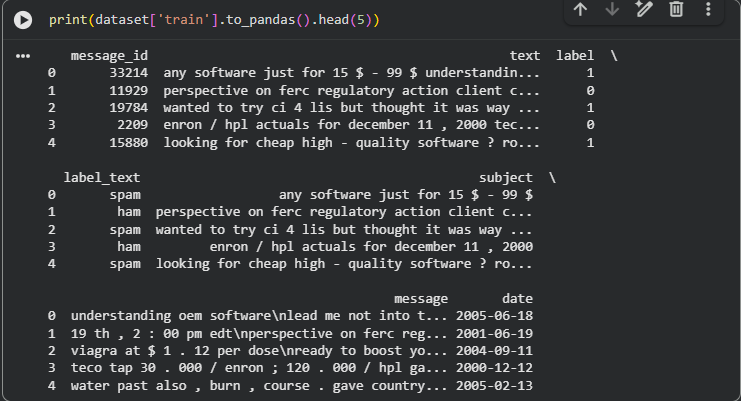 print(dataset['train'].to_pandas().head(5))
message_id text label \
0 33214 any software just for 15 $ - 99 $ understandin... 1
1 11929 perspective on ferc regulatory action client c... 0
2 19784 wanted to try ci 4 lis but thought it was way ... 1
3 2209 enron / hpl actuals for december 11 , 2000 tec... 0
4 15880 looking for cheap high - quality software ? ro... 1
label_text subject \
0 spam any software just for 15 $ - 99 $
1 ham perspective on ferc regulatory action client c...
2 spam wanted to try ci 4 lis but thought it was way ...
3 ham enron / hpl actuals for december 11 , 2000
4 spam looking for cheap high - quality software ? ro...
message date
0 understanding oem software\nlead me not into t... 2005-06-18
1 19 th , 2 : 00 pm edt\nperspective on ferc reg... 2001-06-19
2 viagra at $ 1 . 12 per dose\nready to boost yo... 2004-09-11
3 teco tap 30 . 000 / enron ; 120 . 000 / hpl ga... 2000-12-12
4 water past also , burn , course . gave country... 2005-02-13